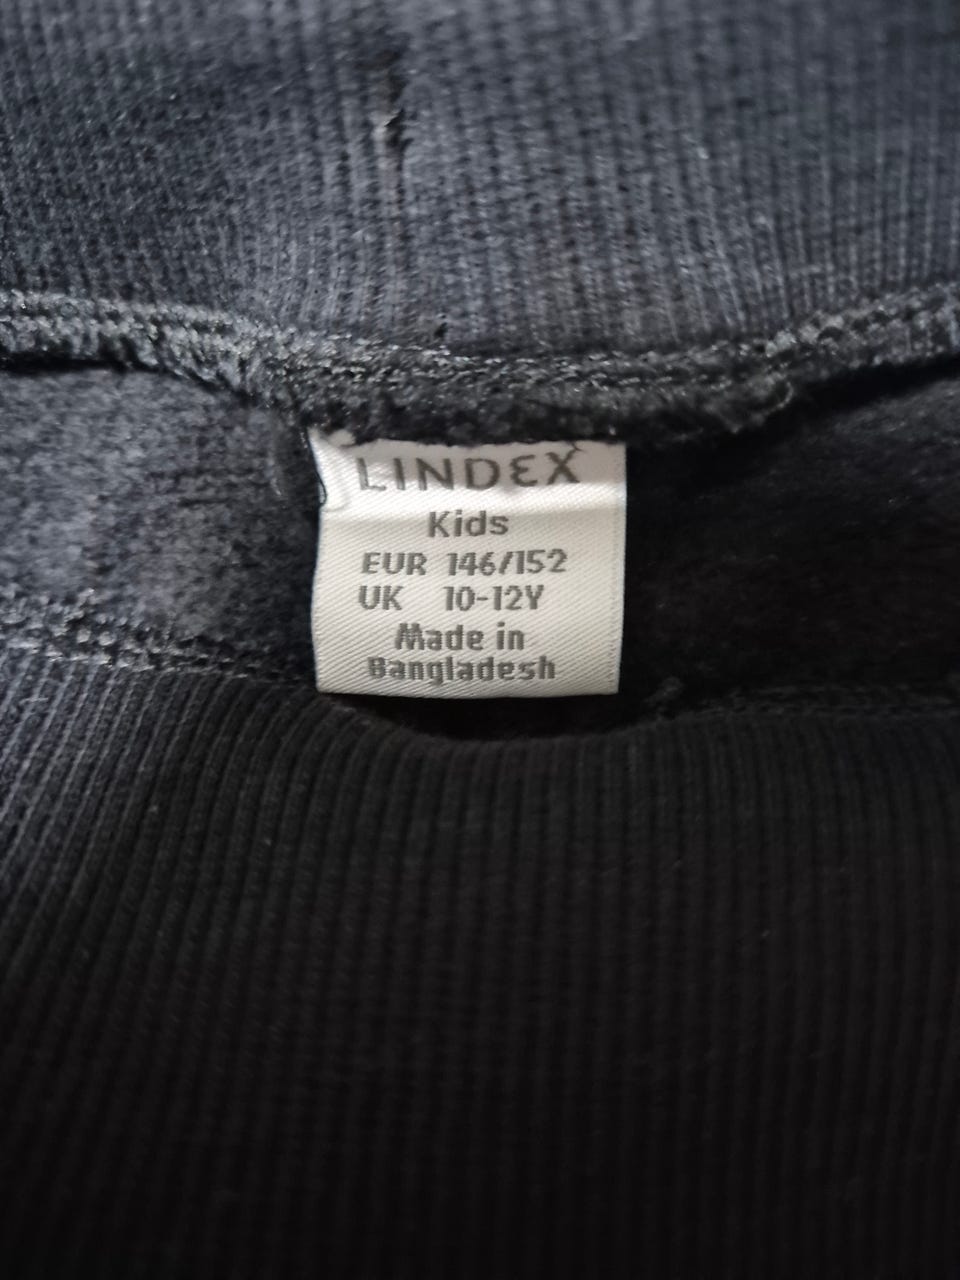 LINDEX
Kids
EUR 146/152
UK 10-12Y
Made in
Bangladesh